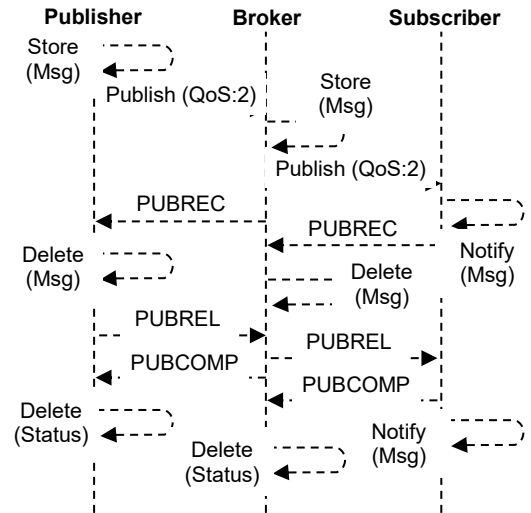 Publisher Broker Subscriber
Store
(Msg)
Publish (QoS:2)
Store
(Msg)
Publish (QoS:2)
PUBREC
PUBREC
Notify
(Msg)
Delete
(Msg)
Delete
(Msg)
PUBREL
PUBREL
PUBCOMP
PUBCOMP
Delete
(Status)
Notify
(Msg)
Delete
(Status)